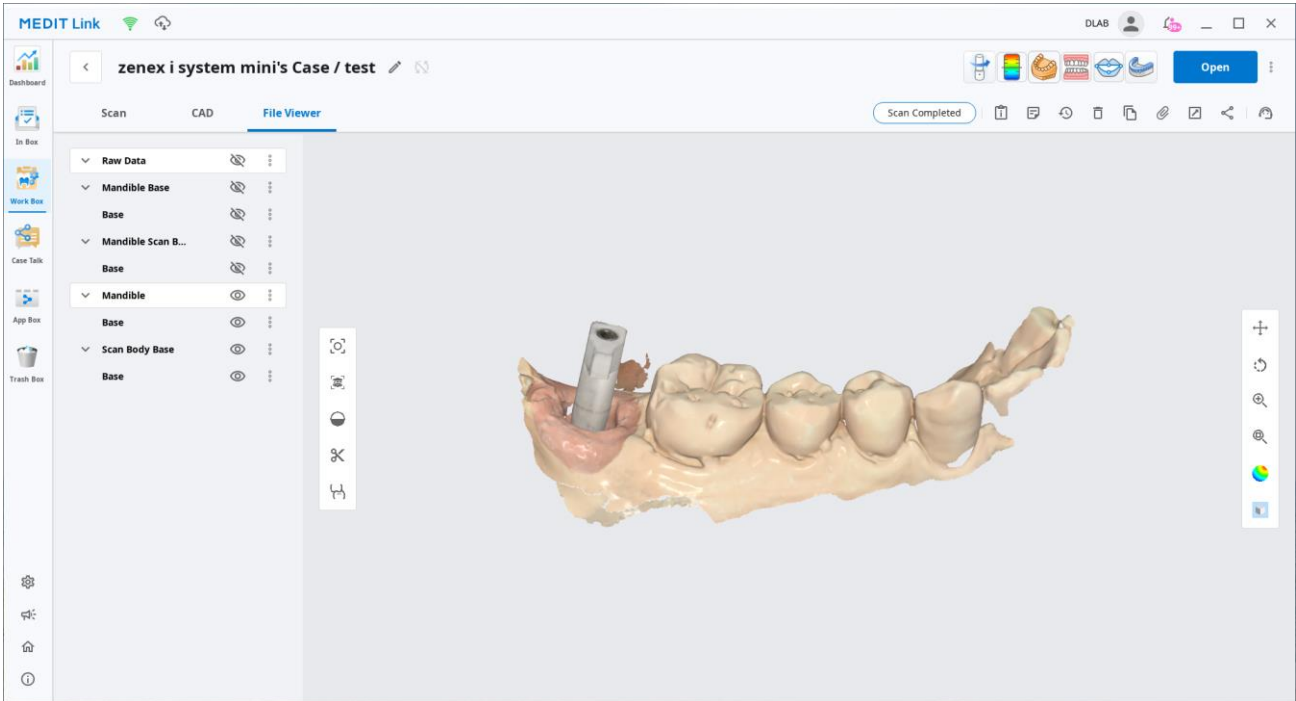 MEDIT Link
DLAB
99+
Dashboard
In Box
Work Box
Case Talk
App Box
Trash Box
zenex i system mini's Case / test
Open
Scan CAD File Viewer
Scan Completed
Raw Data
Mandible Base
Base
Mandible Scan B...
Base
Mandible
Base
Scan Body Base
Base